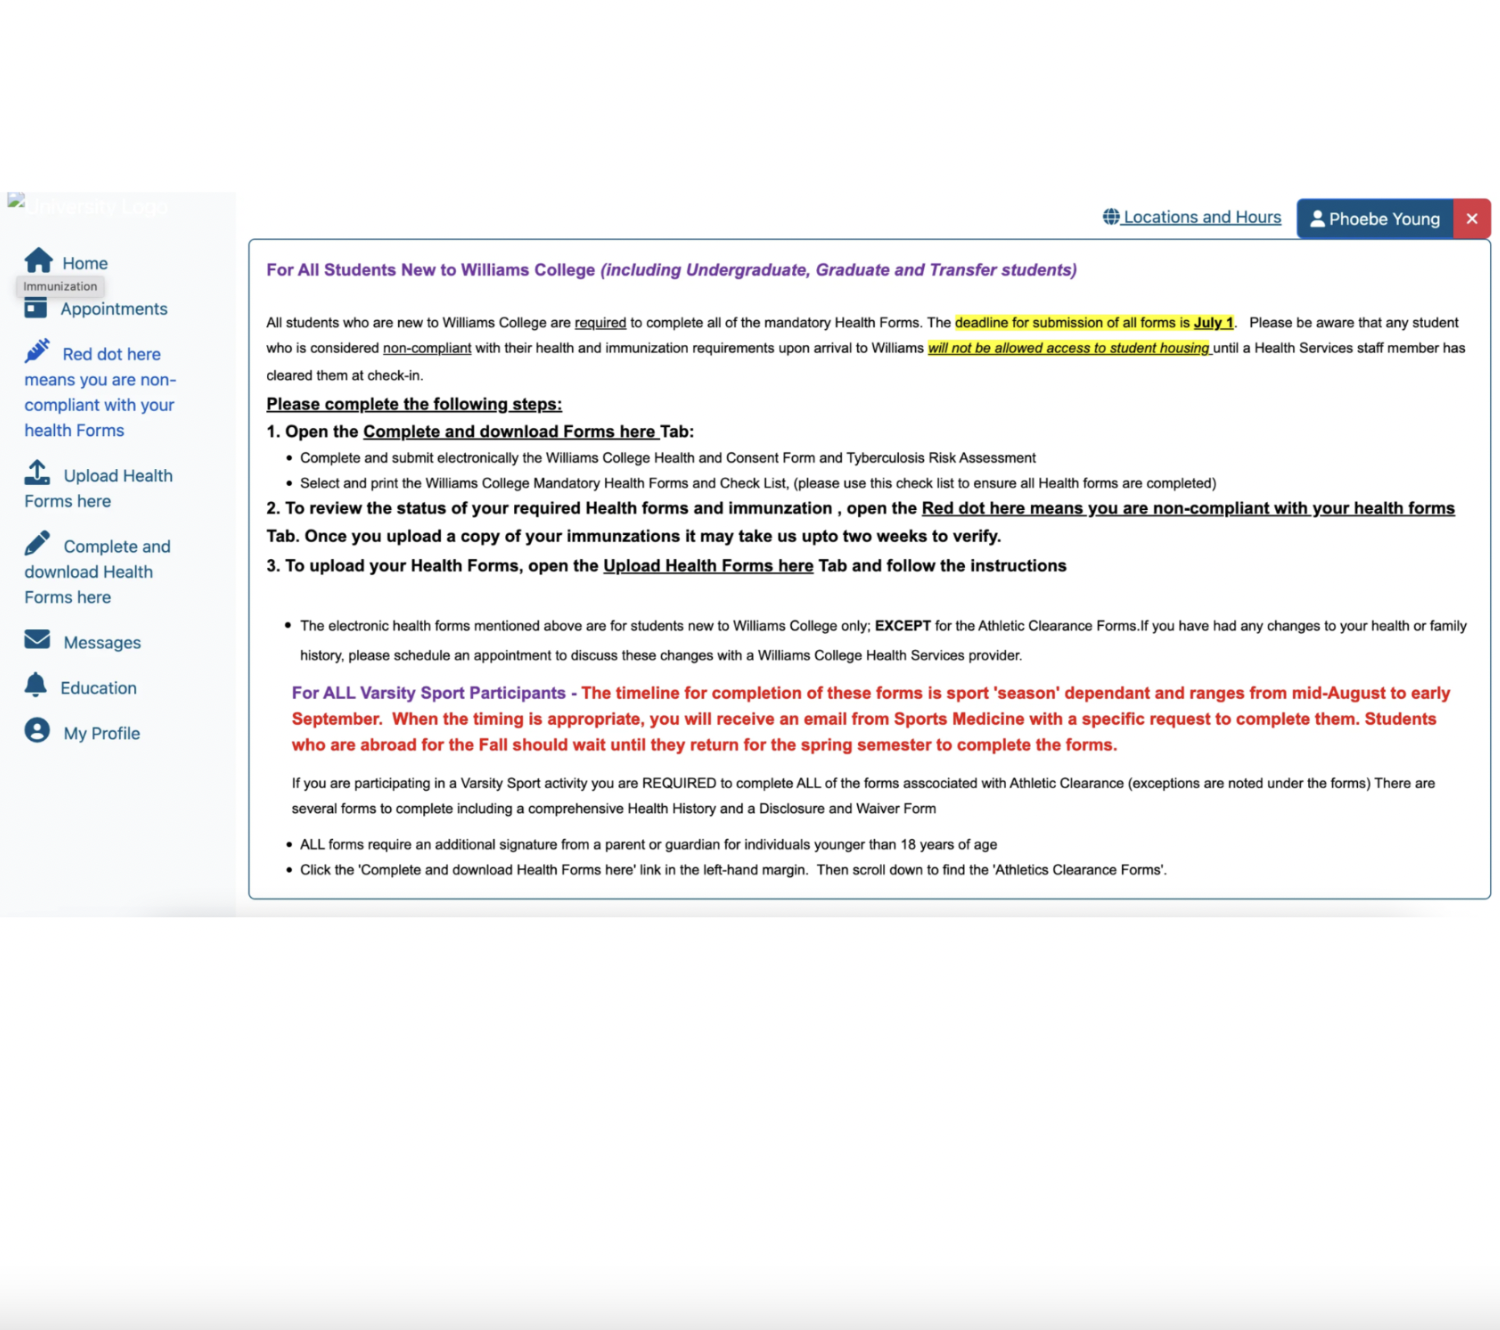 University Logo
Locations and Hours
Phoebe Young
×
Home
Immunization
Appointments
Red dot here
means you are non-
compliant with your
health Forms
Upload Health
Forms here
Complete and
download Health
Forms here
Messages
Education
My Profile
For All Students New to Williams College (including Undergraduate, Graduate and Transfer students)
All students who are new to Williams College are required to complete all of the mandatory Health Forms. The deadline for submission of all forms is July 1. Please be aware that any student
who is considered non-compliant with their health and immunization requirements upon arrival to Williams will not be allowed access to student housing until a Health Services staff member has
cleared them at check-in.
Please complete the following steps:
1. Open the Complete and download Forms here Tab:
• Complete and submit electronically the Williams College Health and Consent Form and Tyberculosis Risk Assessment
• Select and print the Williams College Mandatory Health Forms and Check List, (please use this check list to ensure all Health forms are completed)
2. To review the status of your required Health forms and immunzation , open the Red dot here means you are non-compliant with your health forms
Tab. Once you upload a copy of your immunzations it may take us upto two weeks to verify.
3. To upload your Health Forms, open the Upload Health Forms here Tab and follow the instructions
• The electronic health forms mentioned above are for students new to Williams College only; EXCEPT for the Athletic Clearance Forms.If you have had any changes to your health or family
history, please schedule an appointment to discuss these changes with a Williams College Health Services provider.
For ALL Varsity Sport Participants - The timeline for completion of these forms is sport 'season' dependant and ranges from mid-August to early
September. When the timing is appropriate, you will receive an email from Sports Medicine with a specific request to complete them. Students
who are abroad for the Fall should wait until they return for the spring semester to complete the forms.
If you are participating in a Varsity Sport activity you are REQUIRED to complete ALL of the forms asscociated with Athletic Clearance (exceptions are noted under the forms) There are
several forms to complete including a comprehensive Health History and a Disclosure and Waiver Form
• ALL forms require an additional signature from a parent or guardian for individuals younger than 18 years of age
• Click the 'Complete and download Health Forms here' link in the left-hand margin. Then scroll down to find the 'Athletics Clearance Forms'.